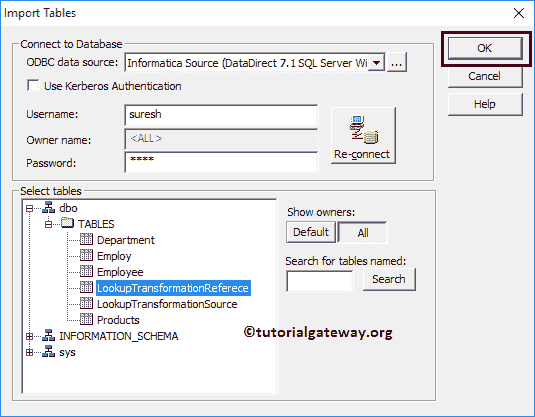 Import Tables
Connect to Database
ODBC data source: Informatica Source (DataDirect 7.1 SQL Server Wi ...
Use Kerberos Authentication
Username: suresh
Owner name: <ALL>
Password: ****
Re-connect
OK
Cancel
Help
Select tables
dbo
TABLES
Department
Employ
Employee
LookupTransformationReferece
LookupTransformationSource
Products
INFORMATION_SCHEMA
sys
Show owners:
Default All
Search for tables named:
Search
©tutorialgateway.org